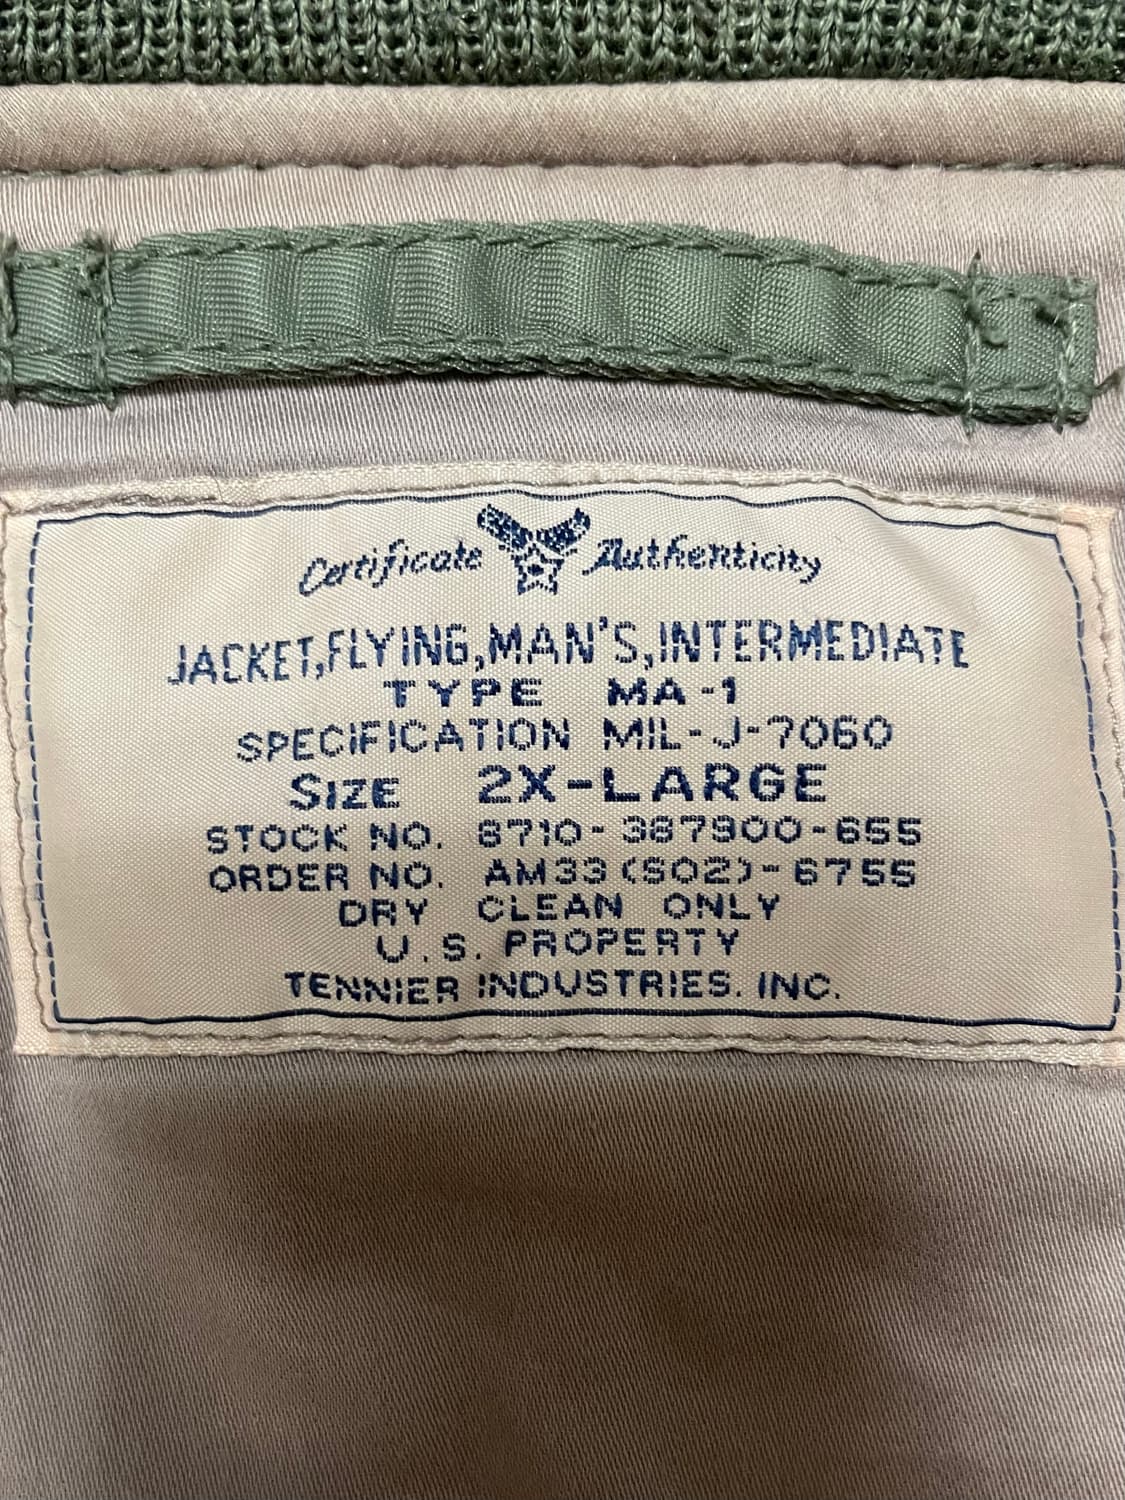 Certificate Authenticity
JACKET,FLYING,MAN'S,INTERMEDIATE
TYPE MA-1
SPECIFICATION MIL-J-7060
SIZE 2X-LARGE
STOCK NO. 8710-387900-655
ORDER NO. AM33(S02)-6755
DRY CLEAN ONLY
U.S. PROPERTY
TENNIER INDUSTRIES. INC.